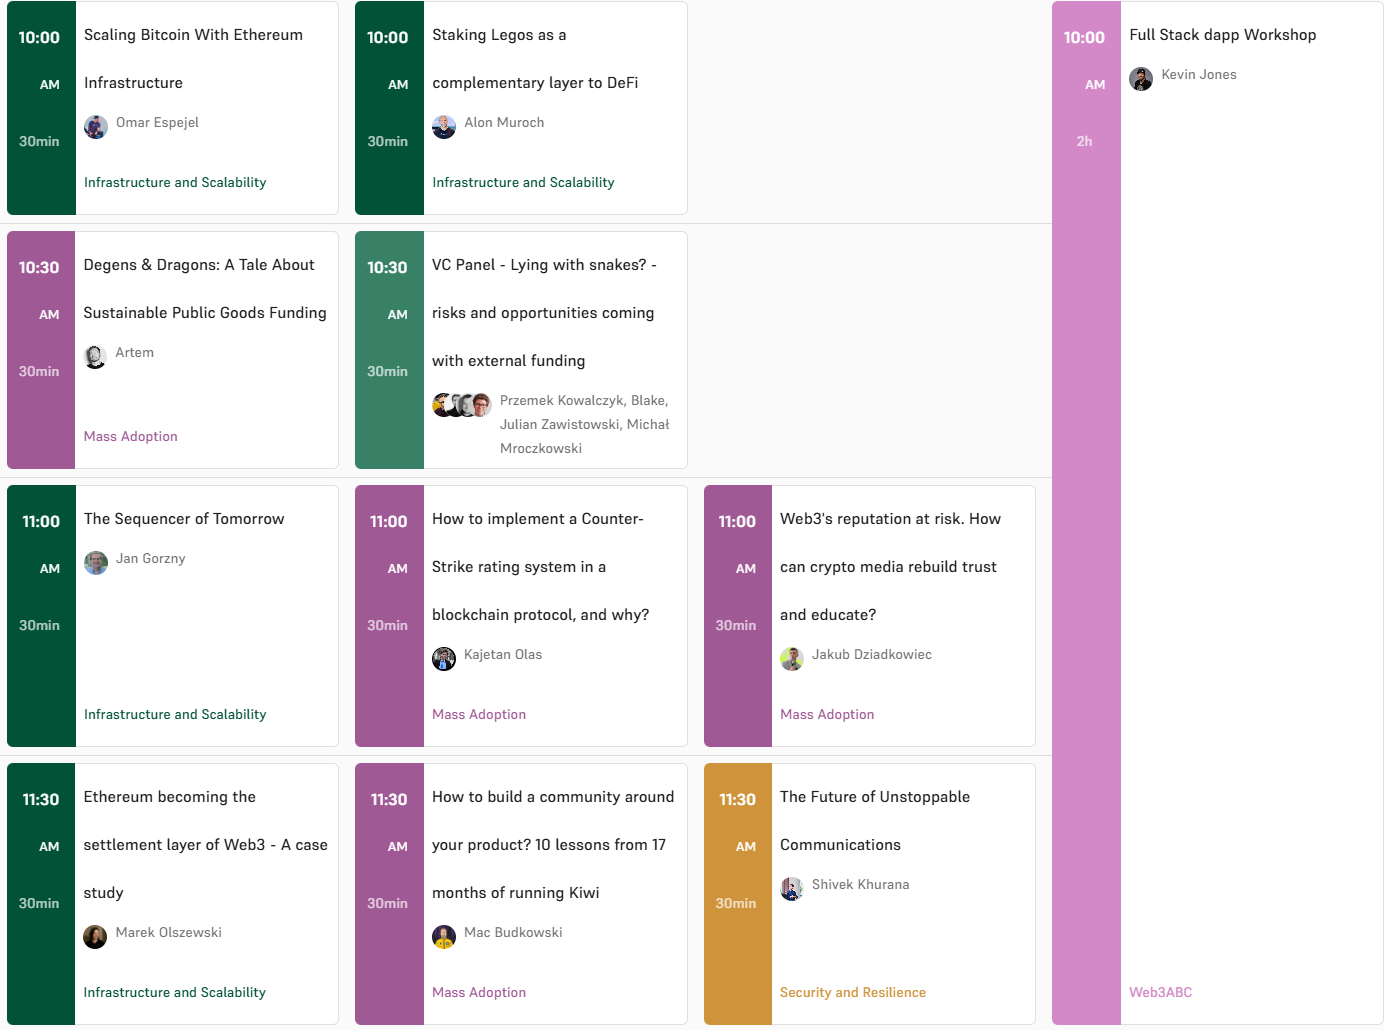 10:00
AM
30min
Scaling Bitcoin With Ethereum
Infrastructure
Omar Espejel
Infrastructure and Scalability
10:00
AM
30min
Staking Legos as a
complementary layer to DeFi
Alon Muroch
Infrastructure and Scalability
10:00
AM
2h
Full Stack dapp Workshop
Kevin Jones
Web3ABC
10:30
AM
30min
Degens & Dragons: A Tale About
Sustainable Public Goods Funding
Artem
Mass Adoption
10:30
AM
30min
VC Panel - Lying with snakes? -
risks and opportunities coming
with external funding
Przemek Kowalczyk, Blake,
Julian Zawistowski, Michał
Mroczkowski
11:00
AM
30min
The Sequencer of Tomorrow
Jan Gorzny
Infrastructure and Scalability
11:00
AM
30min
How to implement a Counter-
Strike rating system in a
blockchain protocol, and why?
Kajetan Olas
Mass Adoption
11:00
AM
30min
Web3's reputation at risk. How
can crypto media rebuild trust
and educate?
Jakub Dziadkowiec
Mass Adoption
11:30
AM
30min
Ethereum becoming the
settlement layer of Web3 - A case
study
Marek Olszewski
Infrastructure and Scalability
11:30
AM
30min
How to build a community around
your product? 10 lessons from 17
months of running Kiwi
Mac Budkowski
Mass Adoption
11:30
AM
30min
The Future of Unstoppable
Communications
Shivek Khurana
Security and Resilience